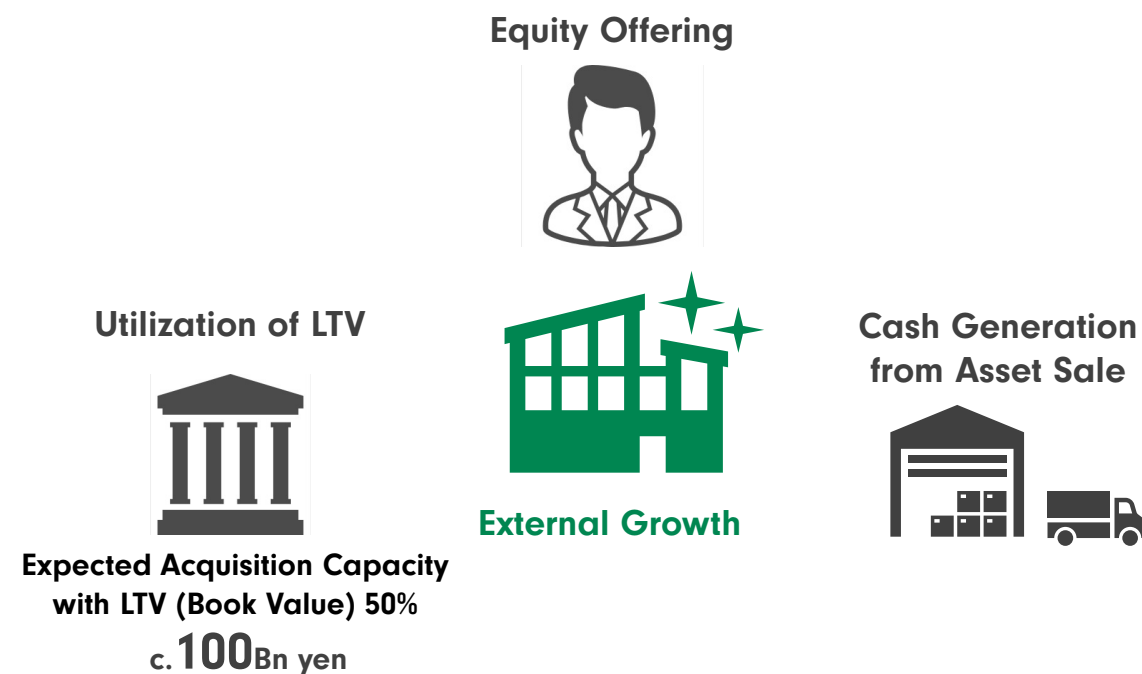 Equity Offering
Utilization of LTV
Cash Generation
from Asset Sale
External Growth
Expected Acquisition Capacity
with LTV (Book Value) 50%
c.100Bn yen